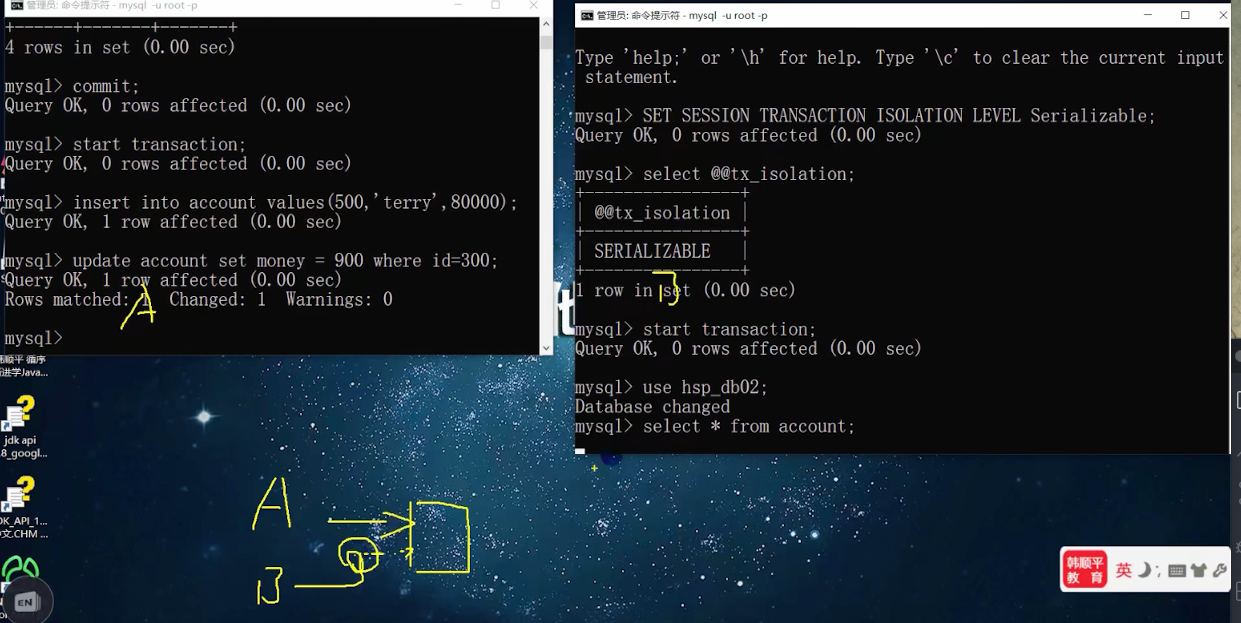 管理员: 命令提示符 - mysql -u root -p
+------+-------+--------+
4 rows in set (0.00 sec)
mysql> commit;
Query OK, 0 rows affected (0.00 sec)
mysql> start transaction;
Query OK, 0 rows affected (0.00 sec)
mysql> insert into account values(500,'terry',80000);
Query OK, 1 row affected (0.00 sec)
mysql> update account set money = 900 where id=300;
Query OK, 1 row affected (0.00 sec)
Rows matched: 1  Changed: 1  Warnings: 0
A
mysql>
管理员: 命令提示符 - mysql -u root -p
Type 'help;' or '\h' for help. Type '\c' to clear the current input
statement.
mysql> SET SESSION TRANSACTION ISOLATION LEVEL Serializable;
Query OK, 0 rows affected (0.00 sec)
mysql> select @@tx_isolation;
+----------------+
| @@tx_isolation |
+----------------+
| SERIALIZABLE   |
+----------------+
1 row in set (0.00 sec)
B
mysql> start transaction;
Query OK, 0 rows affected (0.00 sec)
mysql> use hsp_db02;
Database changed
mysql> select * from account;
韩顺平 循序
进学Java...
jdk api
.8_googl...
DK_API_1...
文.CHM ...
A
B
EN
韩顺平
教育
英